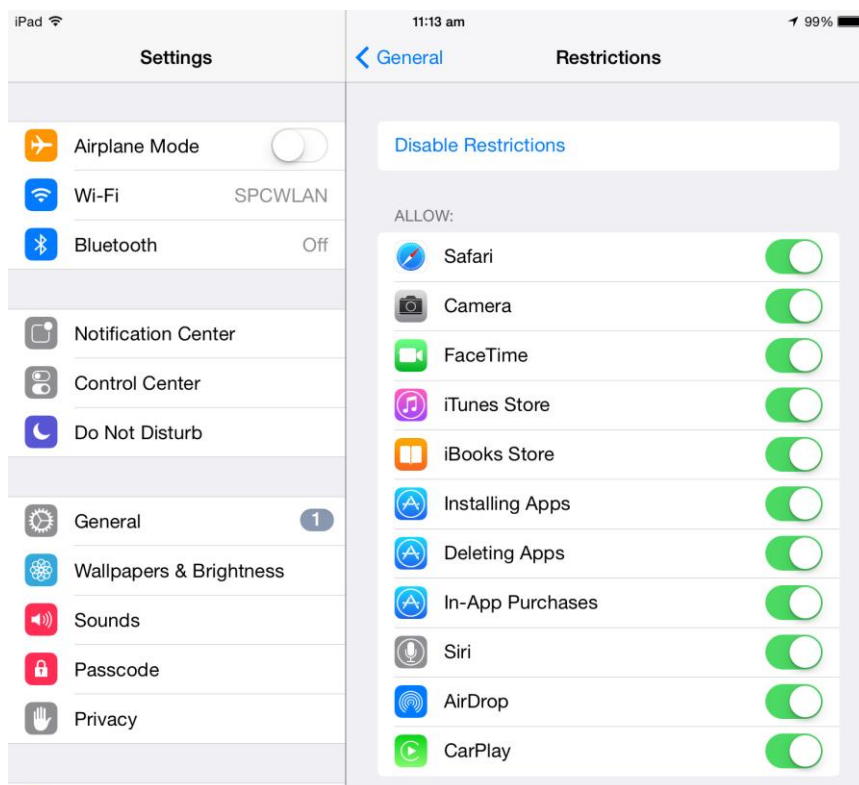 iPad
11:13 am
99%
Settings
General
Restrictions
Airplane Mode
Wi-Fi SPCWLAN
Bluetooth Off
Notification Center
Control Center
Do Not Disturb
General 1
Wallpapers & Brightness
Sounds
Passcode
Privacy
Disable Restrictions
ALLOW:
Safari
Camera
FaceTime
iTunes Store
iBooks Store
Installing Apps
Deleting Apps
In-App Purchases
Siri
AirDrop
CarPlay